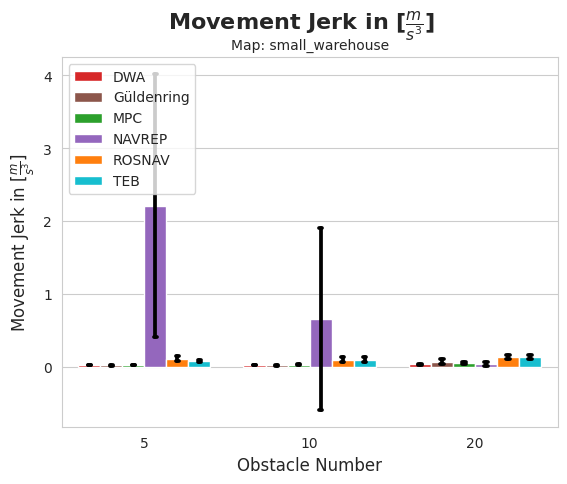 Movement Jerk in [m/s³]
Map: small_warehouse
4
3
2
1
0
DWA
Güldenring
MPC
NAVREP
ROSNAV
TEB
Movement Jerk in [m/s³]
5 10 20
Obstacle Number